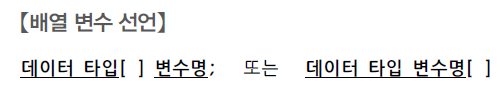 【배열 변수 선언】
데이터 타입[ ] 변수명; 또는 데이터 타입 변수명[ ]